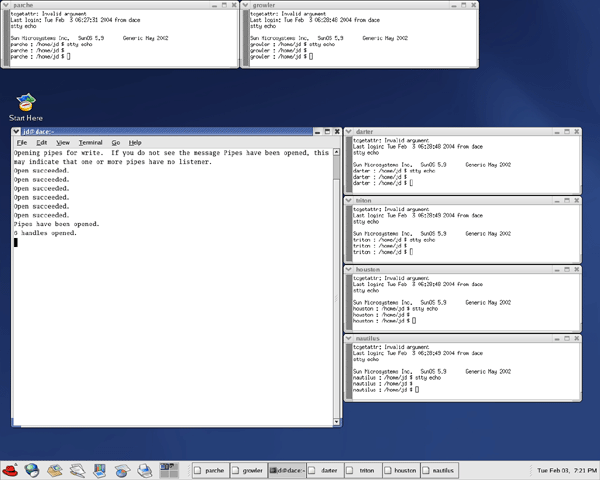 parche
tcgetattr: Invalid argument
Last login: Tue Feb  3 06:27:31 2004 from dace
stty echo
Sun Microsystems Inc.   SunOS 5.9       Generic May 2002
parche : /home/jd $ stty echo
parche : /home/jd $
parche : /home/jd $
growler
tcgetattr: Invalid argument
Last login: Tue Feb  3 06:28:48 2004 from dace
stty echo
Sun Microsystems Inc.   SunOS 5.9       Generic May 2002
growler : /home/jd $ stty echo
growler : /home/jd $
growler : /home/jd $
Start Here
jd@dace:~
File Edit View Terminal Go Help
Opening pipes for write.  If you do not see the message Pipes have been opened, this
may indicate that one or more pipes have no listener.
Open succeeded.
Open succeeded.
Open succeeded.
Open succeeded.
Open succeeded.
Open succeeded.
Pipes have been opened.
6 handles opened.
darter
tcgetattr: Invalid argument
Last login: Tue Feb  3 06:28:48 2004 from dace
stty echo
Sun Microsystems Inc.   SunOS 5.9       Generic May 2002
darter : /home/jd $ stty echo
darter : /home/jd $
darter : /home/jd $
triton
tcgetattr: Invalid argument
Last login: Tue Feb  3 06:28:49 2004 from dace
stty echo
Sun Microsystems Inc.   SunOS 5.9       Generic May 2002
triton : /home/jd $ stty echo
triton : /home/jd $
triton : /home/jd $
houston
tcgetattr: Invalid argument
Last login: Tue Feb  3 06:28:48 2004 from dace
stty echo
Sun Microsystems Inc.   SunOS 5.9       Generic May 2002
houston : /home/jd $ stty echo
houston : /home/jd $
houston : /home/jd $
nautilus
tcgetattr: Invalid argument
Last login: Tue Feb  3 06:28:49 2004 from dace
stty echo
Sun Microsystems Inc.   SunOS 5.9       Generic May 2002
nautilus : /home/jd $ stty echo
nautilus : /home/jd $
nautilus : /home/jd $
parche growler jd@dace:~ darter triton houston nautilus Tue Feb 03, 7:21 PM